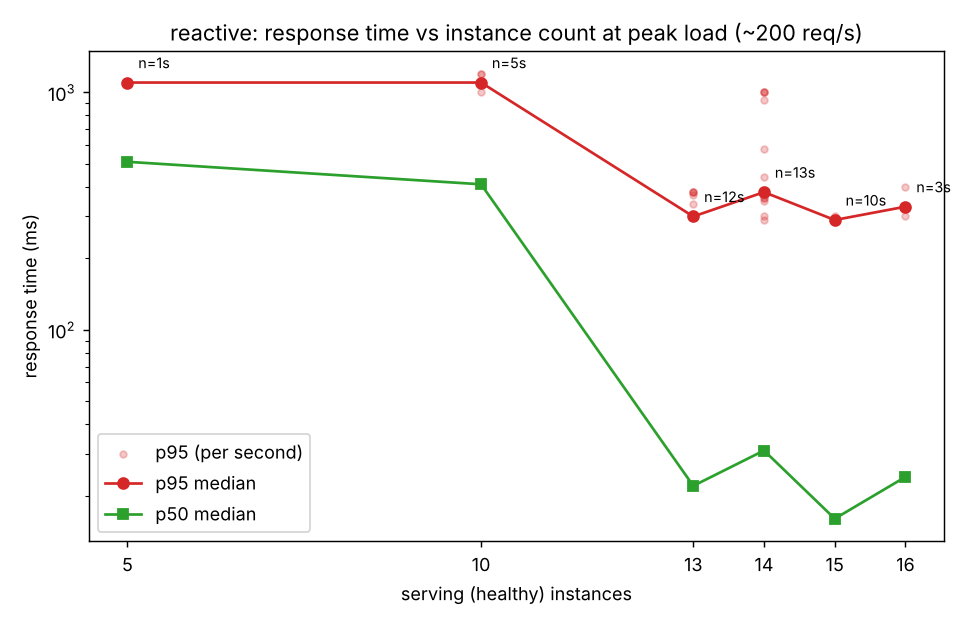 reactive: response time vs instance count at peak load (~200 req/s)
n=1s
n=5s
10³
n=13s
n=12s
n=3s
n=10s
response time (ms)
10²
p95 (per second)
p95 median
p50 median
5
10
13
14
15
16
serving (healthy) instances